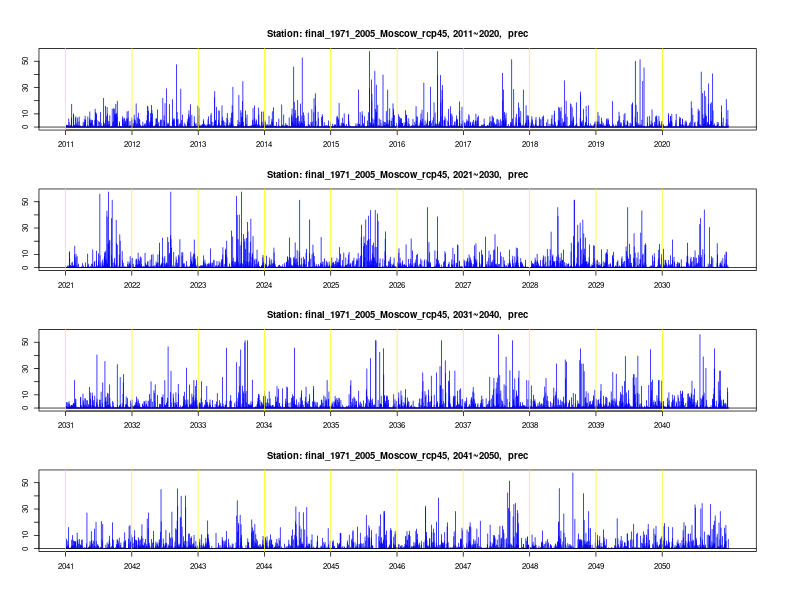 Station: final_1971_2005_Moscow_rcp45, 2011~2020, prec
50
30
10
0
2011 2012 2013 2014 2015 2016 2017 2018 2019 2020
Station: final_1971_2005_Moscow_rcp45, 2021~2030, prec
50
30
10
0
2021 2022 2023 2024 2025 2026 2027 2028 2029 2030
Station: final_1971_2005_Moscow_rcp45, 2031~2040, prec
50
30
10
0
2031 2032 2033 2034 2035 2036 2037 2038 2039 2040
Station: final_1971_2005_Moscow_rcp45, 2041~2050, prec
50
30
10
0
2041 2042 2043 2044 2045 2046 2047 2048 2049 2050